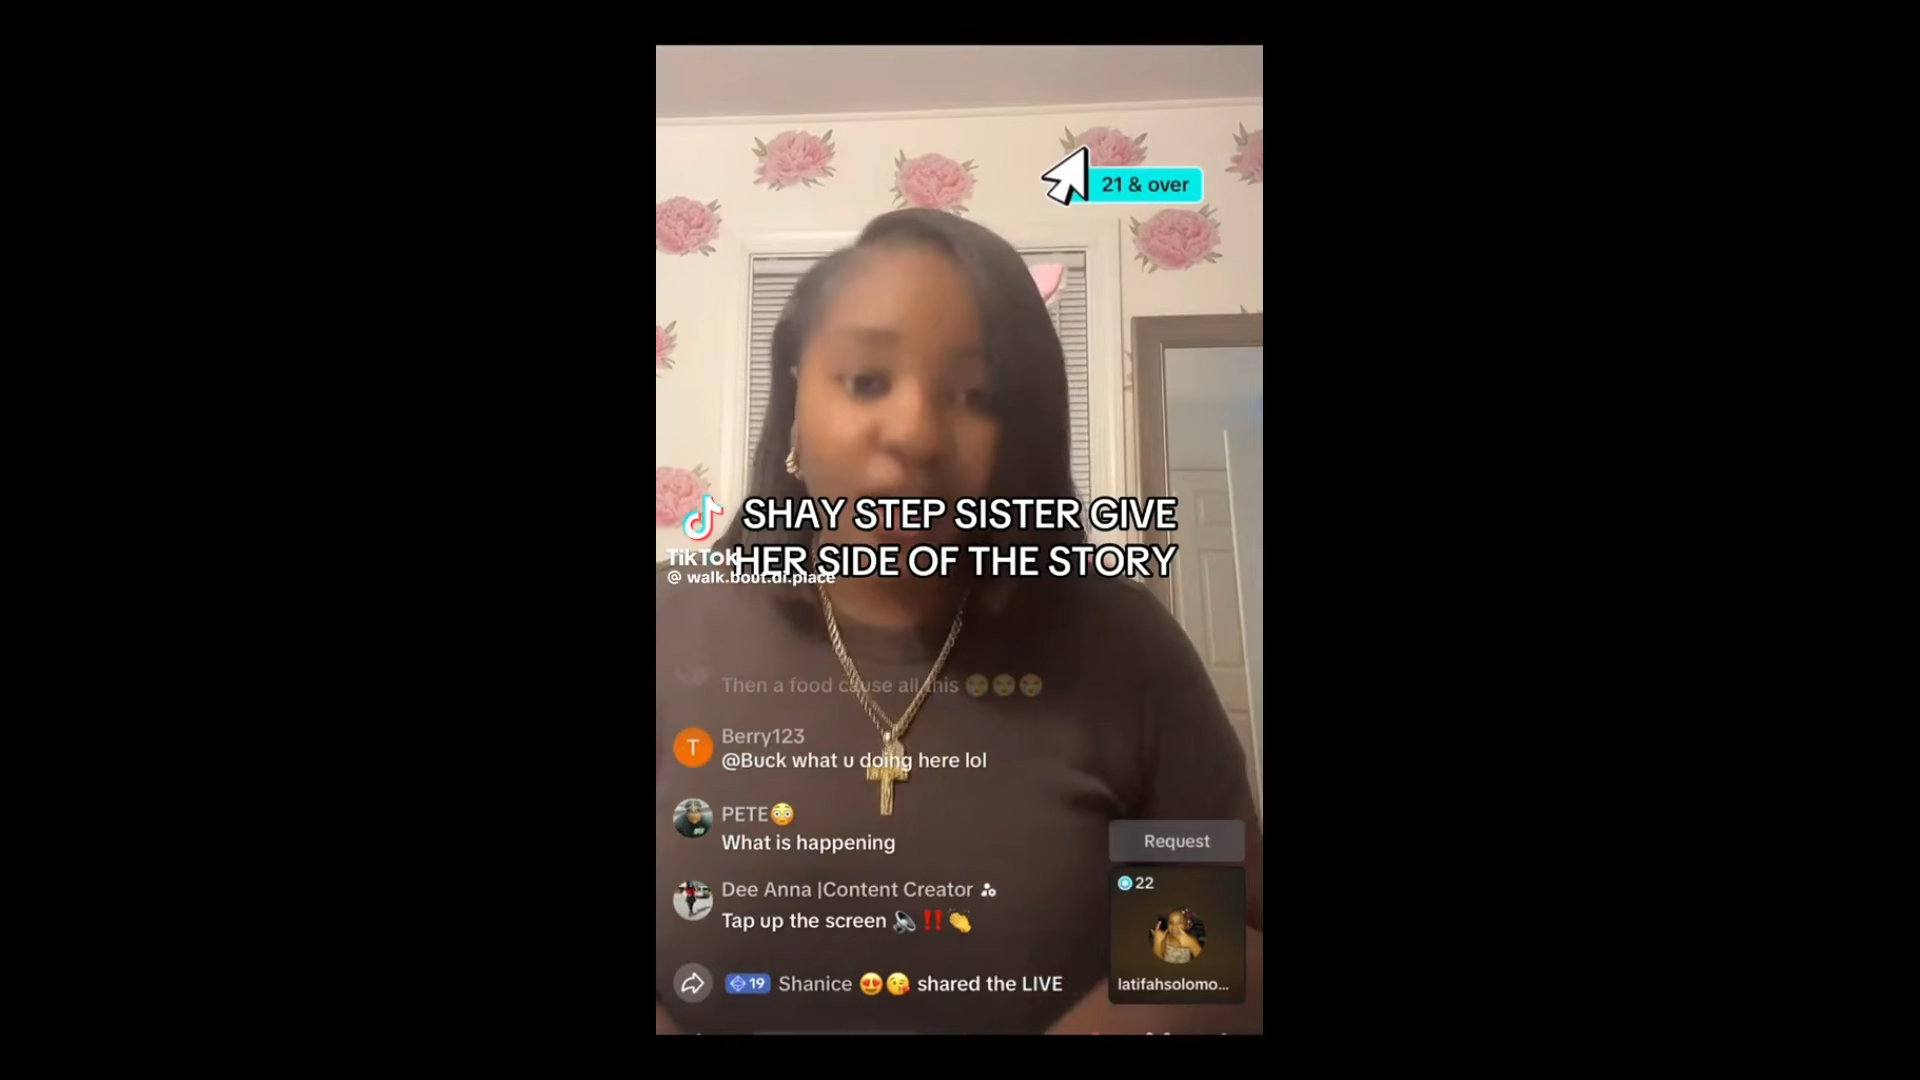 21 & over
SHAY STEP SISTER GIVE
HER SIDE OF THE STORY
TikTok
@ walk.bout.di.place
Then a food cause all this 😳😳😳
Berry123
@Buck what u doing here lol
PETE😳
What is happening
Dee Anna |Content Creator
Tap up the screen 🔊‼️👏
19 Shanice 😍😘 shared the LIVE
Request
22
latifahsolomo...
T